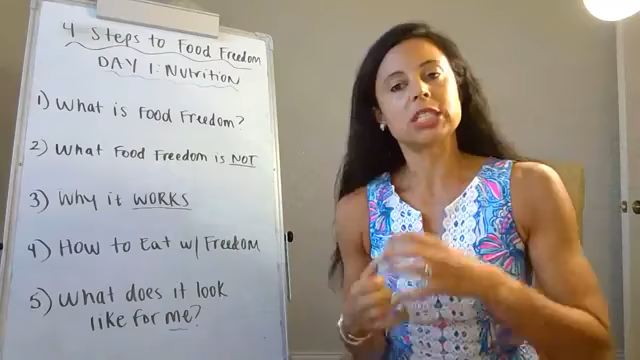 4 Steps to Food Freedom
DAY 1: Nutrition
1) What is Food Freedom?
2) What Food Freedom is NOT
3) Why it WORKS
4) How to Eat w/ Freedom
5) What does it look
like for me?